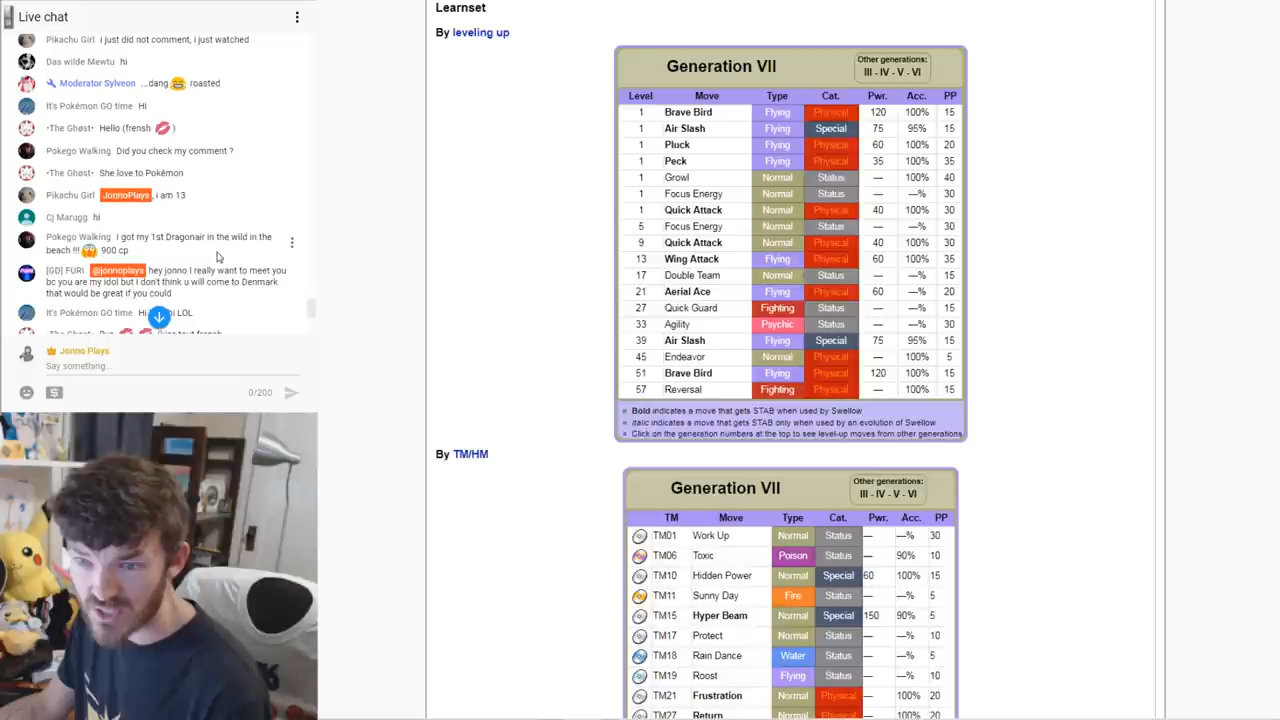 Live chat
Pikachu Girl i just did not comment, i just watched
Das wilde Mewtu hi
Moderator Sylveon ...dang 😂 roasted
It's Pokémon GO time Hi
•The Ghøst• Hello (frensh 💋 )
Pokego Walking Did you check my comment ?
•The Ghøst• She love to Pokémon
Pikachu Girl JonnoPlays, i am 13
Cj Marugg hi
Pokego Walking I got my 1st Dragonair in the wild in the
beach !!! 😱 900 cp
[GD] FURI @jonnoplays hey jonno I really want to meet you
bc you are my idol but I don't think u will come to Denmark
that would be great if you could
It's Pokémon GO time Hi LOL
Jonno Plays
Say something...
0/200
Learnset
By leveling up
Generation VII
Other generations:
III - IV - V - VI
Level Move Type Cat. Pwr. Acc. PP
1 Brave Bird Flying Physical 120 100% 15
1 Air Slash Flying Special 75 95% 15
1 Pluck Flying Physical 60 100% 20
1 Peck Flying Physical 35 100% 35
1 Growl Normal Status — 100% 40
1 Focus Energy Normal Status — —% 30
1 Quick Attack Normal Physical 40 100% 30
5 Focus Energy Normal Status — —% 30
9 Quick Attack Normal Physical 40 100% 30
13 Wing Attack Flying Physical 60 100% 35
17 Double Team Normal Status — —% 15
21 Aerial Ace Flying Physical 60 —% 20
27 Quick Guard Fighting Status — —% 15
33 Agility Psychic Status — —% 30
39 Air Slash Flying Special 75 95% 15
45 Endeavor Normal Physical — 100% 5
51 Brave Bird Flying Physical 120 100% 15
57 Reversal Fighting Physical — 100% 15
Bold indicates a move that gets STAB when used by Swellow
Italic indicates a move that gets STAB only when used by an evolution of Swellow
Click on the generation numbers at the top to see level-up moves from other generations
By TM/HM
Generation VII
Other generations:
III - IV - V - VI
TM Move Type Cat. Pwr. Acc. PP
TM01 Work Up Normal Status — —% 30
TM06 Toxic Poison Status — 90% 10
TM10 Hidden Power Normal Special 60 100% 15
TM11 Sunny Day Fire Status — —% 5
TM15 Hyper Beam Normal Special 150 90% 5
TM17 Protect Normal Status — —% 10
TM18 Rain Dance Water Status — —% 5
TM19 Roost Flying Status — —% 10
TM21 Frustration Normal Physical — 100% 20
TM27 Return Normal Physical — 100% 20